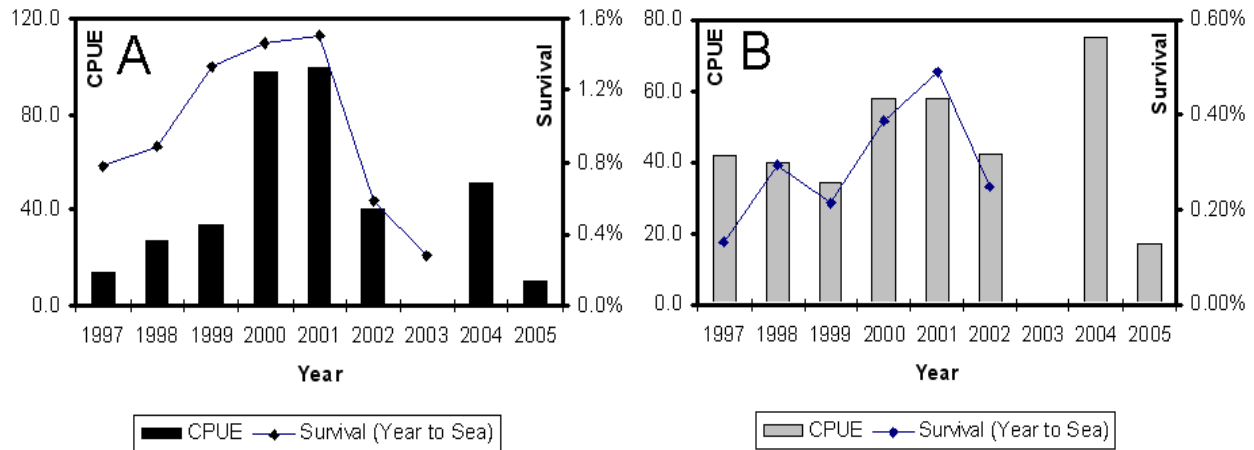 120.0
80.0
40.0
0.0
CPUE
A
Survival
1.6%
1.2%
0.8%
0.4%
0.0%
1997 1998 1999 2000 2001 2002 2003 2004 2005
Year
CPUE Survival (Year to Sea)
80.0
60.0
40.0
20.0
0.0
CPUE
B
Survival
0.60%
0.40%
0.20%
0.00%
1997 1998 1999 2000 2001 2002 2003 2004 2005
Year
CPUE Survival (Year to Sea)